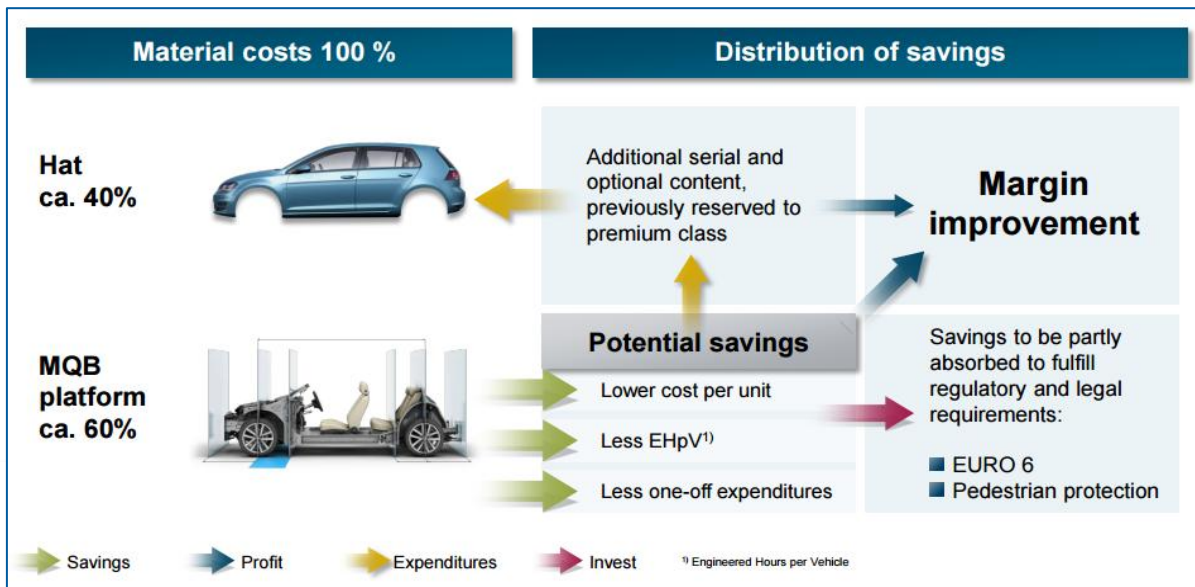 Material costs 100 %
Distribution of savings
Hat
ca. 40%
Additional serial and
optional content,
previously reserved to
premium class
Margin
improvement
MQB
platform
ca. 60%
Potential savings
Lower cost per unit
Less EHpV¹⁾
Less one-off expenditures
Savings to be partly
absorbed to fulfill
regulatory and legal
requirements:
EURO 6
Pedestrian protection
Savings
Profit
Expenditures
Invest
¹⁾ Engineered Hours per Vehicle